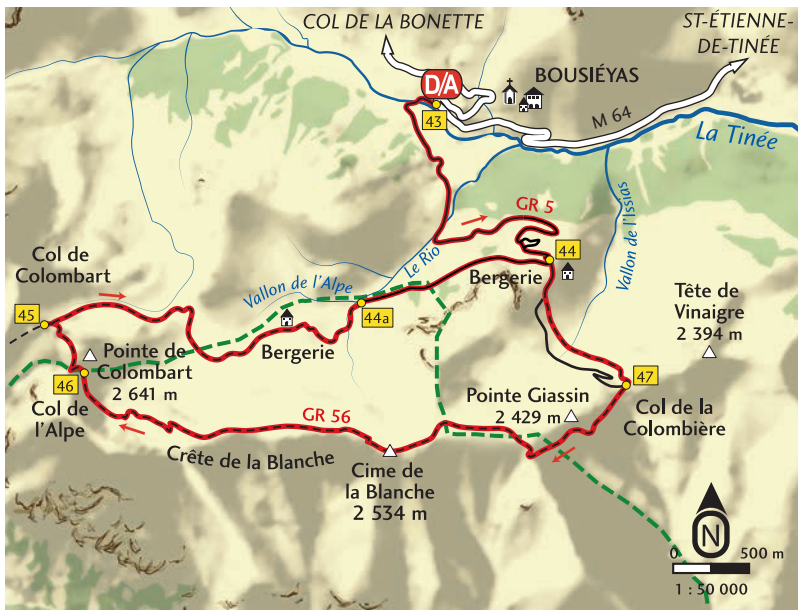 COL DE LA BONETTE
ST-ÉTIENNE-
DE-TINÉE
D/A
BOUSIÉYAS
43
M 64
La Tinée
GR 5
Vallon de l'Issias
Col de
Colombart
44
Le Rio
Bergerie
Vallon de l'Alpe
Tête de
Vinaigre
2 394 m
45
44a
Bergerie
Pointe de
Colombart
2 641 m
46
Col de
l'Alpe
47
Pointe Giassin
2 429 m
Col de la
Colombière
GR 56
Crête de la Blanche
Cime de
la Blanche
2 534 m
N
0 500 m
1 : 50 000